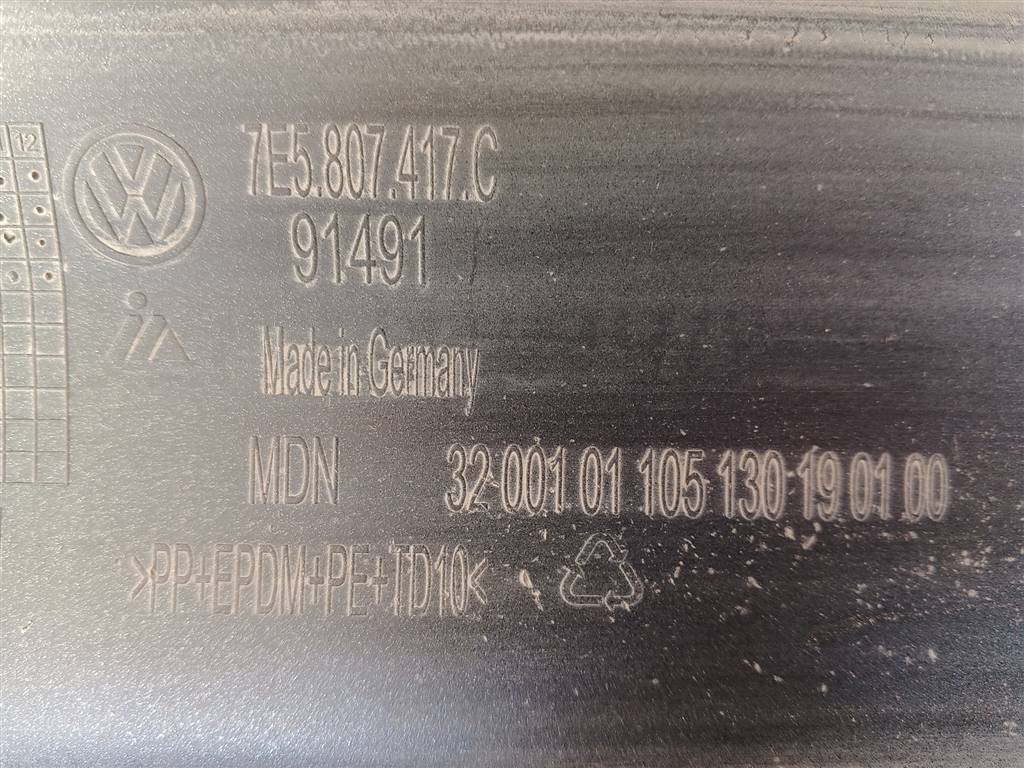 12
7E5.807.417.C
91491
Made in Germany
MDN 32 001 01 105 130 19 01 00
>PP+EPDM+PE+TD10<